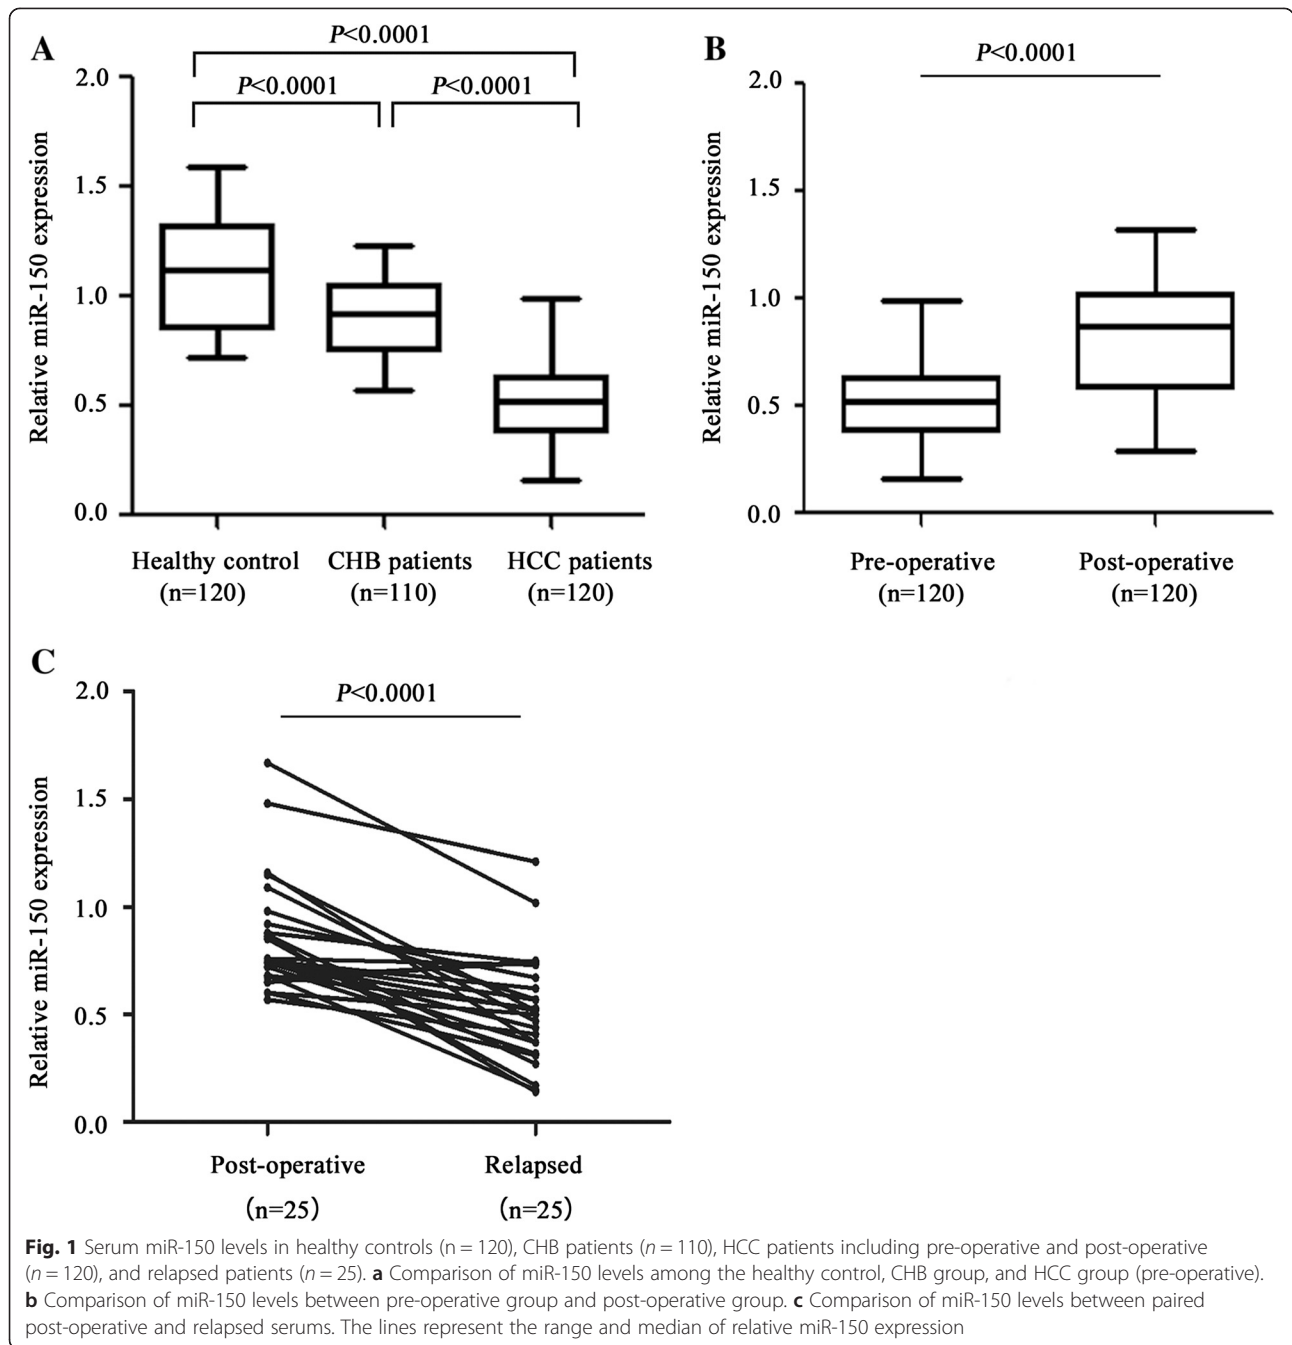 A
P<0.0001
P<0.0001 P<0.0001
2.0
1.5
1.0
0.5
0.0
Relative miR-150 expression
Healthy control CHB patients HCC patients
(n=120) (n=110) (n=120)
B
P<0.0001
2.0
1.5
1.0
0.5
0.0
Relative miR-150 expression
Pre-operative Post-operative
(n=120) (n=120)
C
P<0.0001
2.0
1.5
1.0
0.5
0.0
Relative miR-150 expression
Post-operative Relapsed
(n=25) (n=25)
Fig. 1 Serum miR-150 levels in healthy controls (n = 120), CHB patients (n = 110), HCC patients including pre-operative and post-operative
(n = 120), and relapsed patients (n = 25). a Comparison of miR-150 levels among the healthy control, CHB group, and HCC group (pre-operative).
b Comparison of miR-150 levels between pre-operative group and post-operative group. c Comparison of miR-150 levels between paired
post-operative and relapsed serums. The lines represent the range and median of relative miR-150 expression